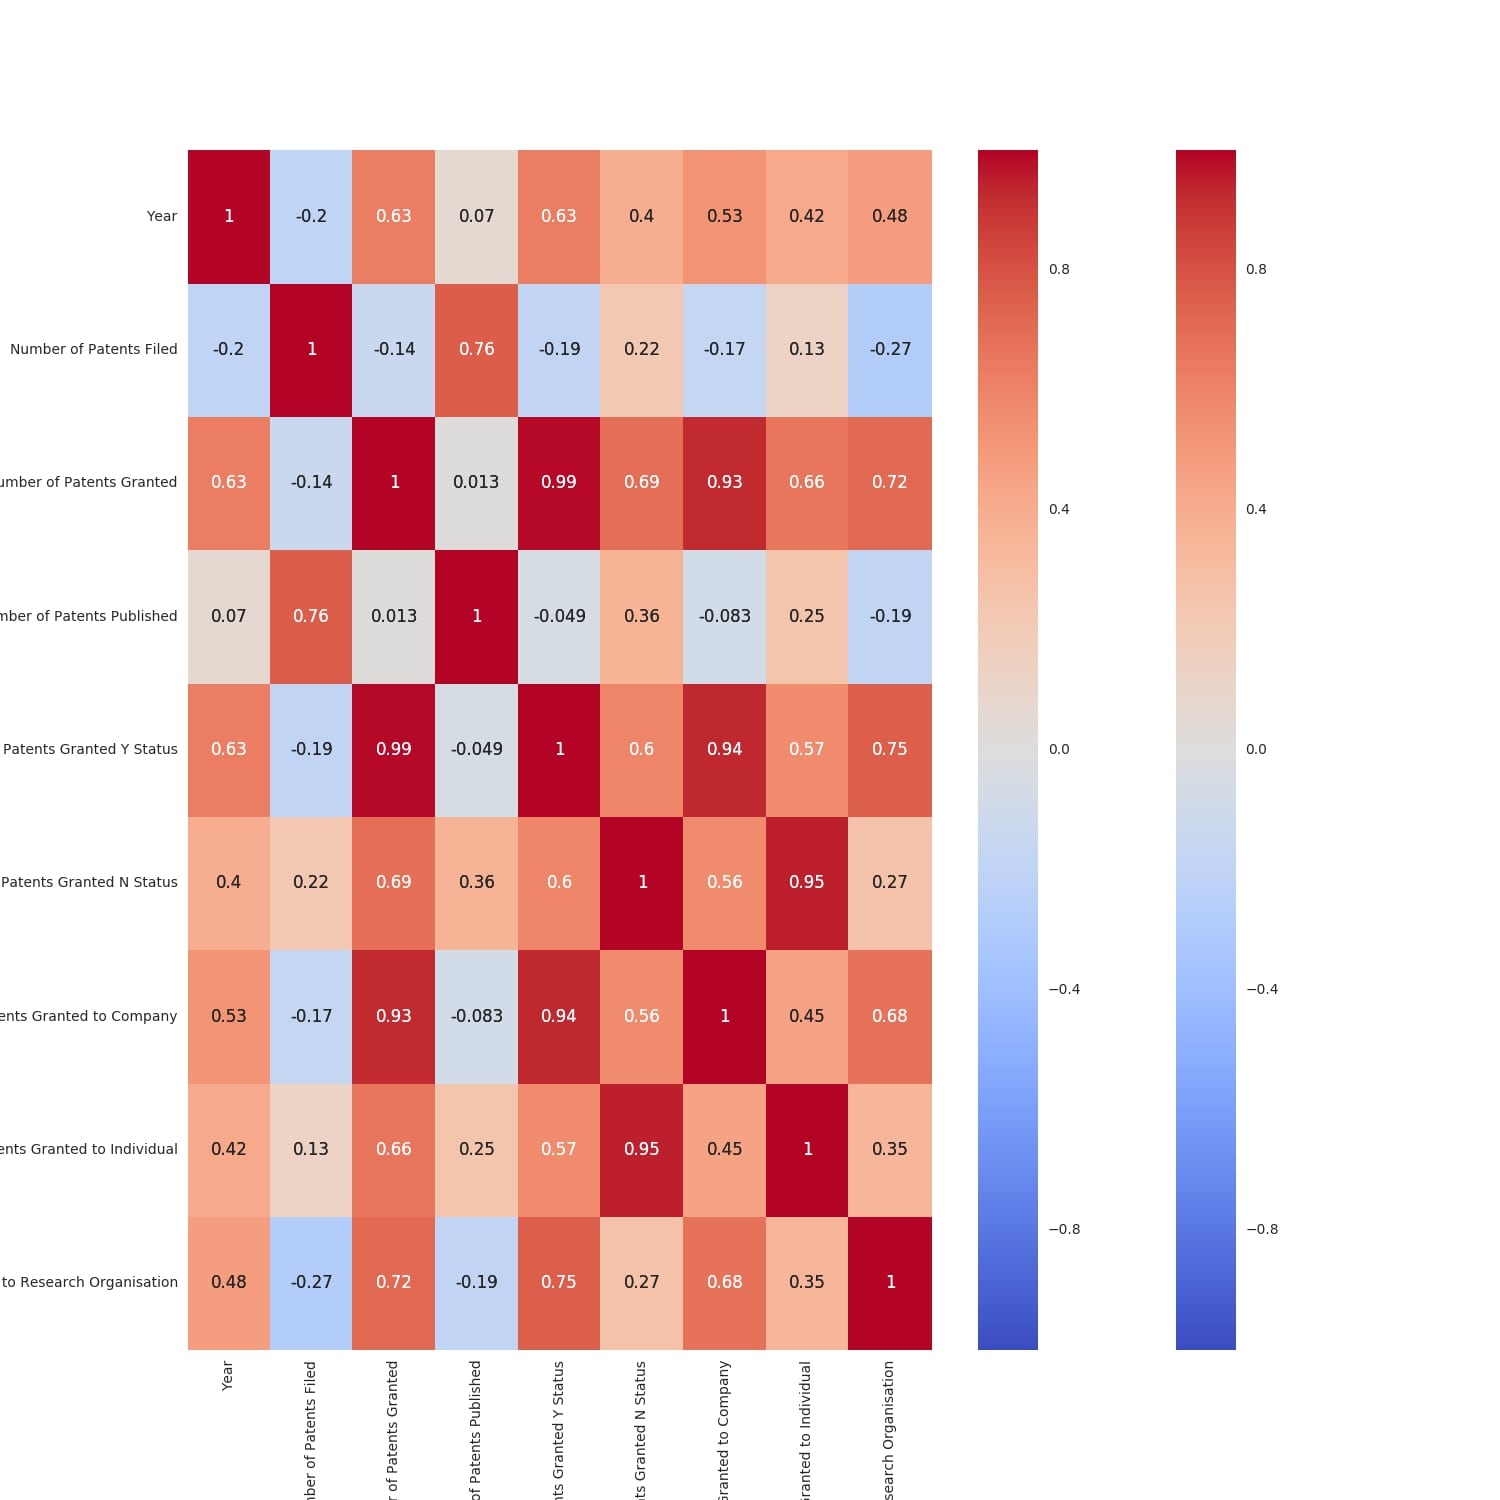 Year 1 -0.2 0.63 0.07 0.63 0.4 0.53 0.42 0.48
Number of Patents Filed -0.2 1 -0.14 0.76 -0.19 0.22 -0.17 0.13 -0.27
umber of Patents Granted 0.63 -0.14 1 0.013 0.99 0.69 0.93 0.66 0.72
mber of Patents Published 0.07 0.76 0.013 1 -0.049 0.36 -0.083 0.25 -0.19
Patents Granted Y Status 0.63 -0.19 0.99 -0.049 1 0.6 0.94 0.57 0.75
Patents Granted N Status 0.4 0.22 0.69 0.36 0.6 1 0.56 0.95 0.27
ents Granted to Company 0.53 -0.17 0.93 -0.083 0.94 0.56 1 0.45 0.68
ents Granted to Individual 0.42 0.13 0.66 0.25 0.57 0.95 0.45 1 0.35
to Research Organisation 0.48 -0.27 0.72 -0.19 0.75 0.27 0.68 0.35 1
Year
mber of Patents Filed
r of Patents Granted
of Patents Published
nts Granted Y Status
nts Granted N Status
Granted to Company
Granted to Individual
search Organisation
0.8
0.4
0.0
−0.4
−0.8
0.8
0.4
0.0
−0.4
−0.8